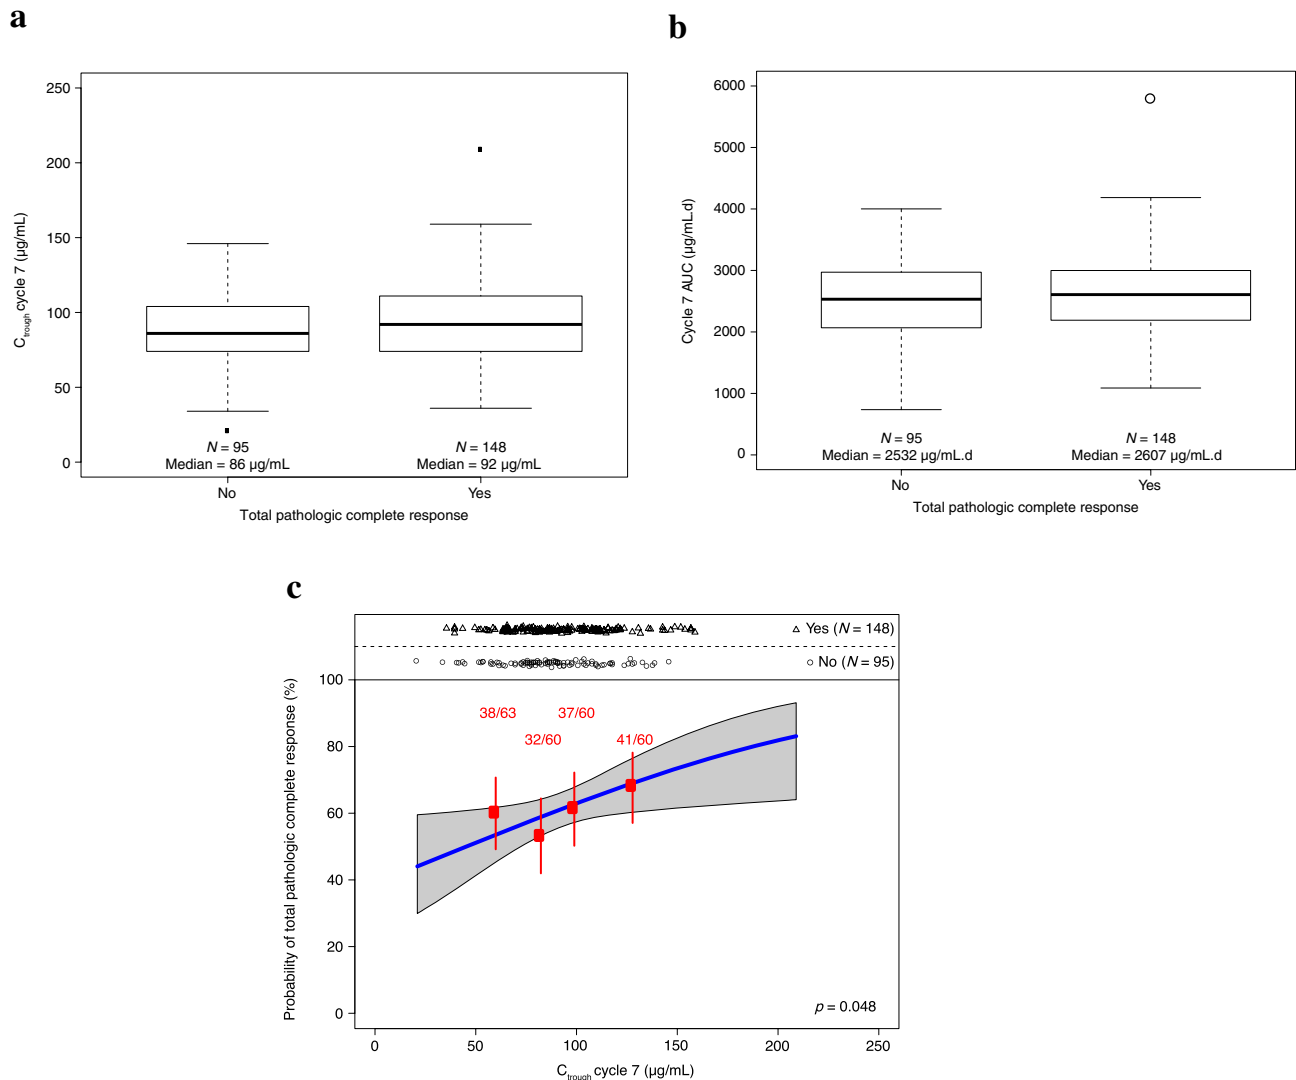 a
250
200
150
100
50
0
Ctrough cycle 7 (µg/mL)
N = 95
Median = 86 µg/mL
N = 148
Median = 92 µg/mL
No
Yes
Total pathologic complete response
b
6000
5000
4000
3000
2000
1000
0
Cycle 7 AUC (µg/mL.d)
N = 95
Median = 2532 µg/mL.d
N = 148
Median = 2607 µg/mL.d
No
Yes
Total pathologic complete response
c
Yes (N = 148)
No (N = 95)
100
80
60
40
20
0
Probability of total pathologic complete response (%)
38/63
37/60
32/60
41/60
p = 0.048
0
50
100
150
200
250
Ctrough cycle 7 (µg/mL)